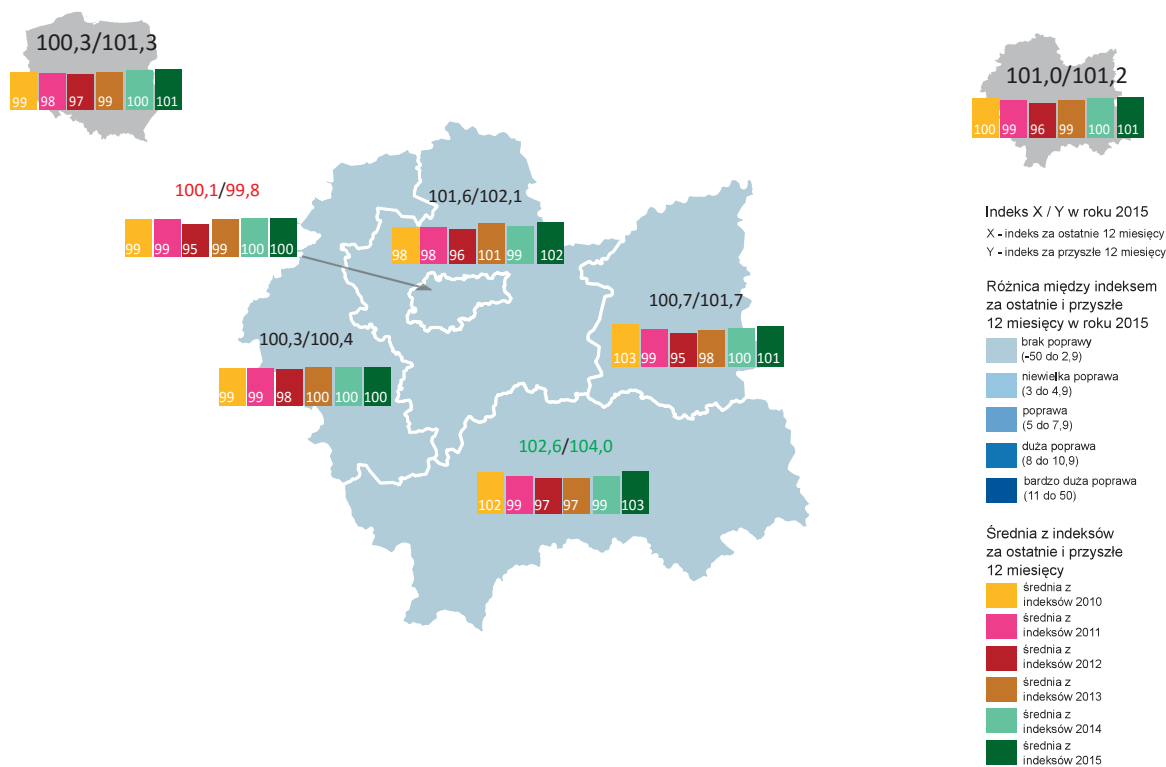 100,3/101,3
99 98 97 99 100 101
101,0/101,2
100 99 96 99 100 101
100,1/99,8
99 99 95 99 100 100
101,6/102,1
98 98 96 101 99 102
100,7/101,7
103 99 95 98 100 101
100,3/100,4
99 99 98 100 100 100
102,6/104,0
102 99 97 97 99 103
Indeks X / Y w roku 2015
X - indeks za ostatnie 12 miesięcy
Y - indeks za przyszłe 12 miesięcy
Różnica między indeksem
za ostatnie i przyszłe
12 miesięcy w roku 2015
brak poprawy
(-50 do 2,9)
niewielka poprawa
(3 do 4,9)
poprawa
(5 do 7,9)
duża poprawa
(8 do 10,9)
bardzo duża poprawa
(11 do 50)
Średnia z indeksów
za ostatnie i przyszłe
12 miesięcy
średnia z
indeksów 2010
średnia z
indeksów 2011
średnia z
indeksów 2012
średnia z
indeksów 2013
średnia z
indeksów 2014
średnia z
indeksów 2015